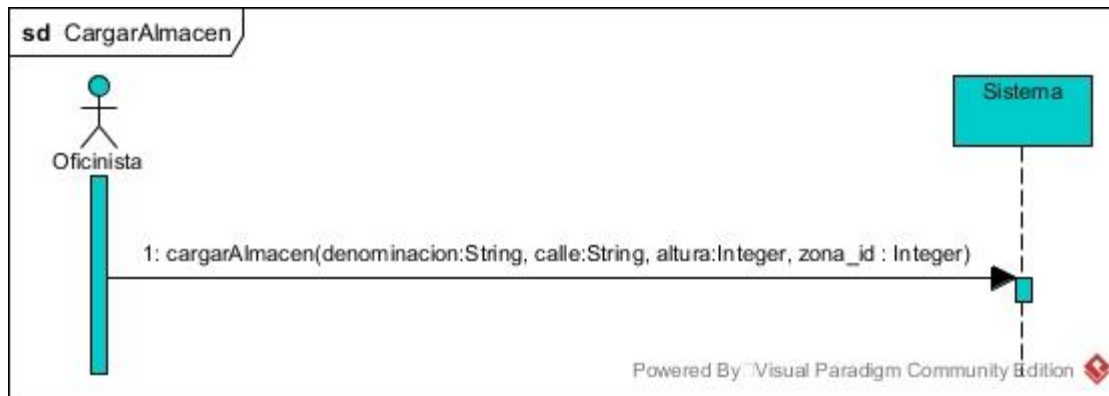 sd CargarAlmacen
Sistema
Oficinista
1: cargarAlmacen(denominacion:String, calle:String, altura:Integer, zona_id : Integer)
Powered By Visual Paradigm Community Edition